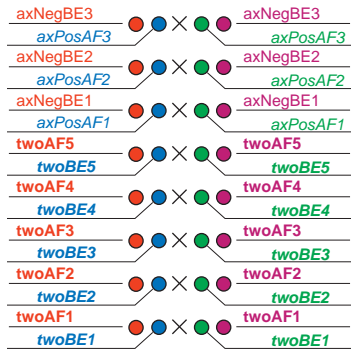 axNegBE3 axNegBE3
axPosAF3 axPosAF3
axNegBE2 axNegBE2
axPosAF2 axPosAF2
axNegBE1 axNegBE1
axPosAF1 axPosAF1
twoAF5 twoAF5
twoBE5 twoBE5
twoAF4 twoAF4
twoBE4 twoBE4
twoAF3 twoAF3
twoBE3 twoBE3
twoAF2 twoAF2
twoBE2 twoBE2
twoAF1 twoAF1
twoBE1 twoBE1